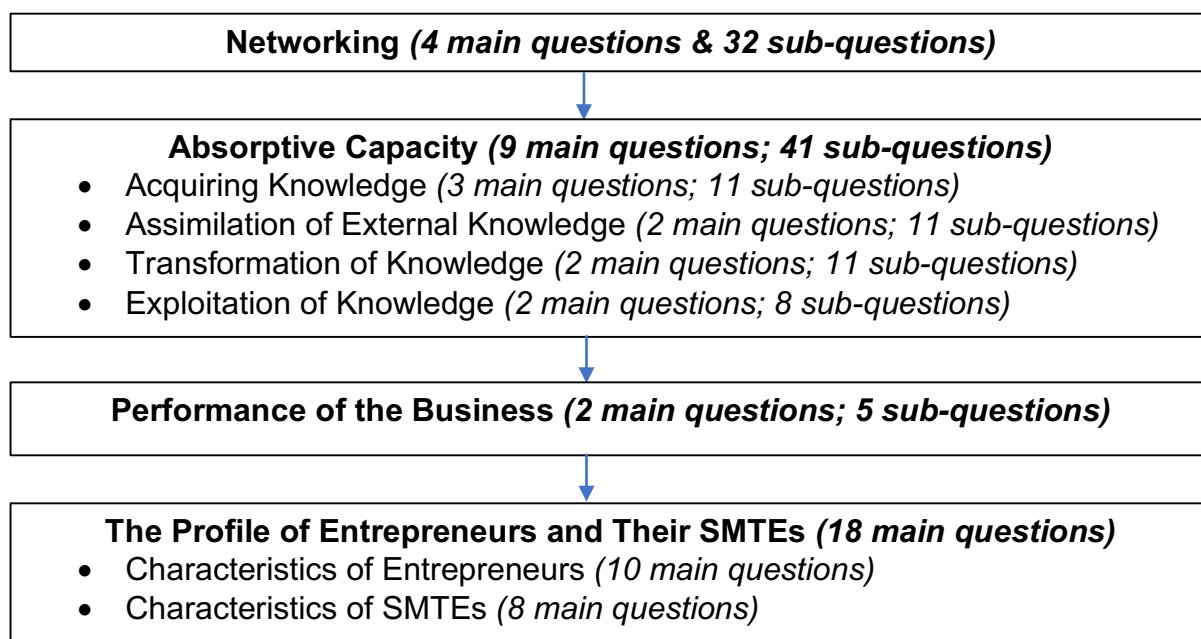 Networking (4 main questions & 32 sub-questions)
Absorptive Capacity (9 main questions; 41 sub-questions)
• Acquiring Knowledge (3 main questions; 11 sub-questions)
• Assimilation of External Knowledge (2 main questions; 11 sub-questions)
• Transformation of Knowledge (2 main questions; 11 sub-questions)
• Exploitation of Knowledge (2 main questions; 8 sub-questions)
Performance of the Business (2 main questions; 5 sub-questions)
The Profile of Entrepreneurs and Their SMTEs (18 main questions)
• Characteristics of Entrepreneurs (10 main questions)
• Characteristics of SMTEs (8 main questions)